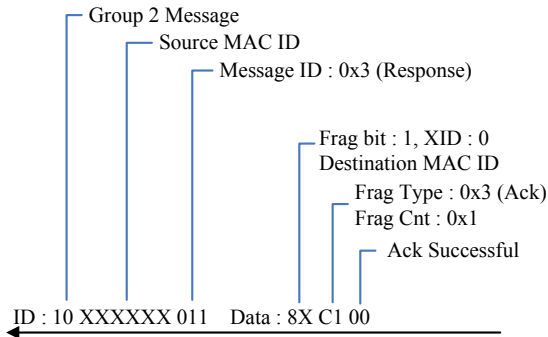 Group 2 Message
Source MAC ID
Message ID : 0x3 (Response)
Frag bit : 1, XID : 0
Destination MAC ID
Frag Type : 0x3 (Ack)
Frag Cnt : 0x1
Ack Successful
ID : 10 XXXXXX 011 Data : 8X C1 00